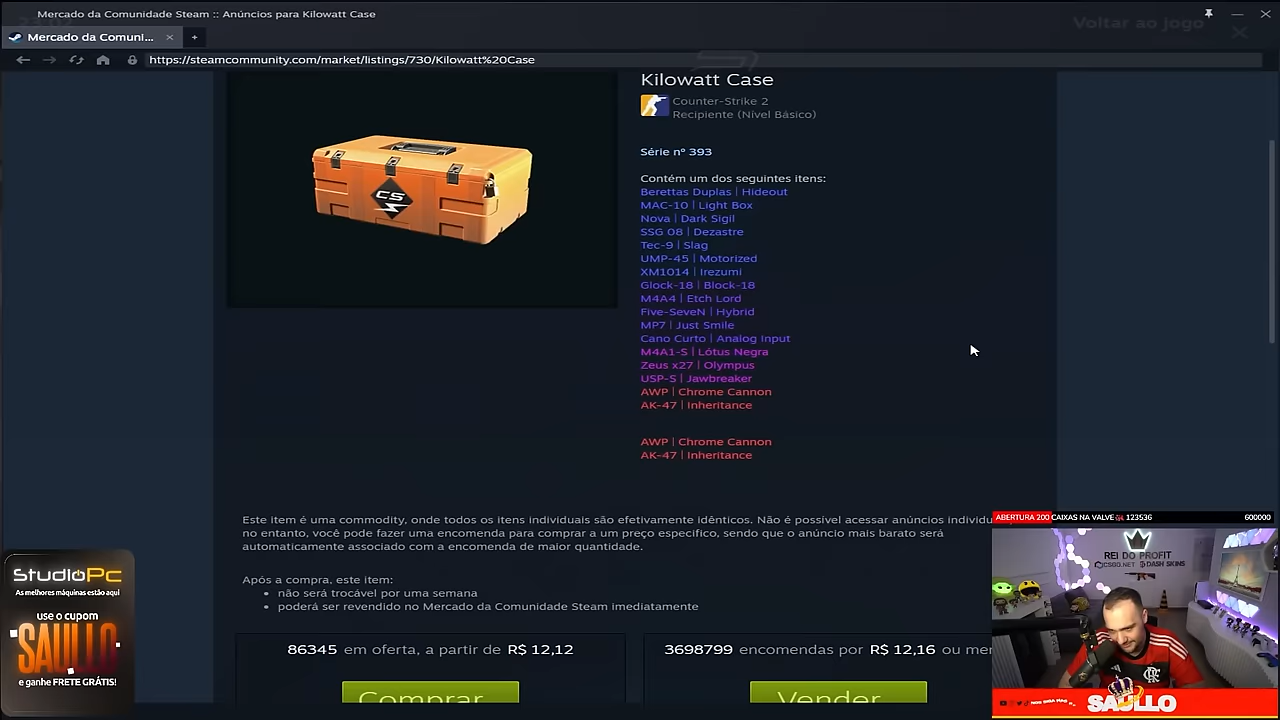 Mercado da Comunidade Steam :: Anúncios para Kilowatt Case
Voltar ao jogo
Mercado da Comuni...
https://steamcommunity.com/market/listings/730/Kilowatt%20Case
Kilowatt Case
Counter-Strike 2
Recipiente (Nível Básico)
Série nº 393
Contém um dos seguintes itens:
Berettas Duplas | Hideout
MAC-10 | Light Box
Nova | Dark Sigil
SSG 08 | Dezastre
Tec-9 | Slag
UMP-45 | Motorized
XM1014 | Irezumi
Glock-18 | Block-18
M4A4 | Etch Lord
Five-SeveN | Hybrid
MP7 | Just Smile
Cano Curto | Analog Input
M4A1-S | Lótus Negra
Zeus x27 | Olympus
USP-S | Jawbreaker
AWP | Chrome Cannon
AK-47 | Inheritance
AWP | Chrome Cannon
AK-47 | Inheritance
CS
Este item é uma commodity, onde todos os itens individuais são efetivamente idênticos. Não é possível acessar anúncios individu
no entanto, você pode fazer uma encomenda para comprar a um preço específico, sendo que o anúncio mais barato será
automaticamente associado com a encomenda de maior quantidade.
Após a compra, este item:
não será trocável por uma semana
poderá ser revendido no Mercado da Comunidade Steam imediatamente
86345 em oferta, a partir de R$ 12,12
3698799 encomendas por R$ 12,16 ou mer
Comprar
Vender
STUDIOPC
As melhores máquinas estão aqui
use o cupom
SAULLO
e ganhe FRETE GRÁTIS!
ABERTURA 200 CAIXAS NA VALVE 123536 600000
REI DO PROFIT
CSGO.NET DASH SKINS
SAULLO